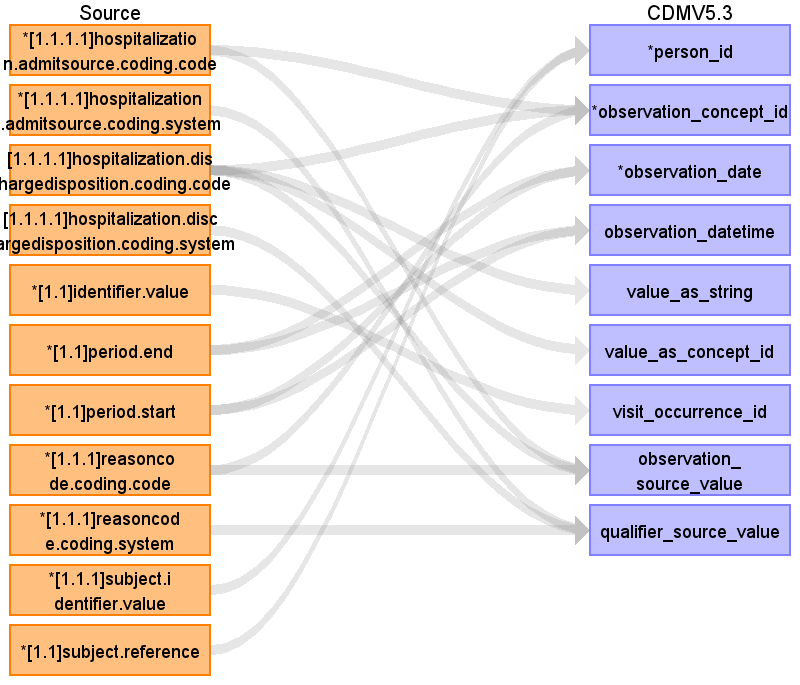 Source
CDMV5.3
*[1.1.1.1]hospitalizatio
n.admitsource.coding.code
*[1.1.1.1]hospitalization
.admitsource.coding.system
[1.1.1.1]hospitalization.dis
chargedisposition.coding.code
[1.1.1.1]hospitalization.disc
argedisposition.coding.system
*[1.1]identifier.value
*[1.1]period.end
*[1.1]period.start
*[1.1.1]reasonco
de.coding.code
*[1.1.1]reasoncod
e.coding.system
*[1.1.1]subject.i
dentifier.value
*[1.1]subject.reference
*person_id
*observation_concept_id
*observation_date
observation_datetime
value_as_string
value_as_concept_id
visit_occurrence_id
observation_
source_value
qualifier_source_value